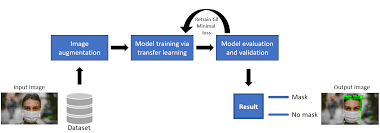 Retrain till
Minimal
loss
Image
augmentation
Model training via
transfer learning
Model evaluation
and validation
Input image
Dataset
Result
Mask
No mask
Output image